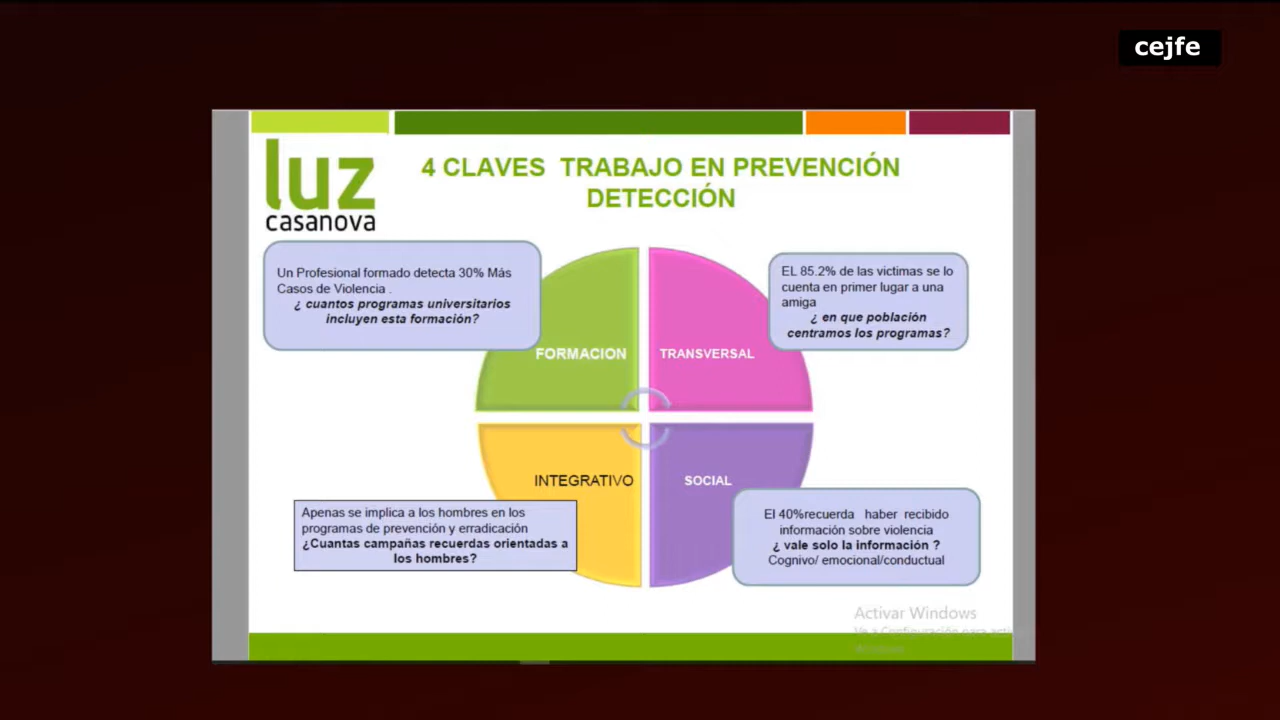 cejfe
luz
casanova
4 CLAVES TRABAJO EN PREVENCIÓN
DETECCIÓN
Un Profesional formado detecta 30% Más
Casos de Violencia .
¿ cuantos programas universitarios
incluyen esta formación?
EL 85.2% de las victimas se lo
cuenta en primer lugar a una
amiga
¿ en que población
centramos los programas?
FORMACION
TRANSVERSAL
INTEGRATIVO
SOCIAL
Apenas se implica a los hombres en los
programas de prevención y erradicación
¿Cuantas campañas recuerdas orientadas a
los hombres?
El 40%recuerda haber recibido
información sobre violencia
¿ vale solo la información ?
Cognivo/ emocional/conductual
Activar Windows
Ve a Configuración para